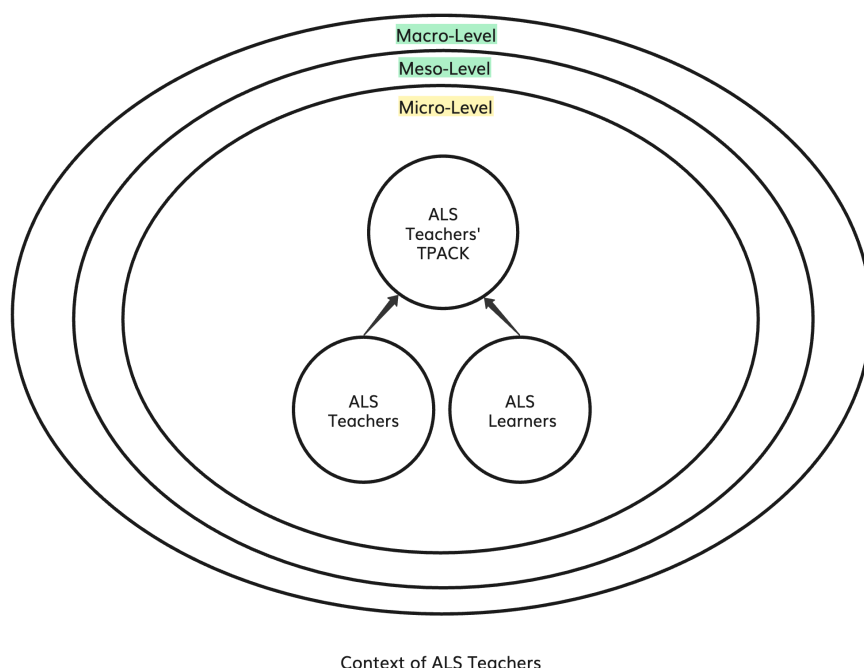 Macro-Level
Meso-Level
Micro-Level
ALS
Teachers'
TPACK
ALS
Teachers
ALS
Learners
Context of ALS Teachers